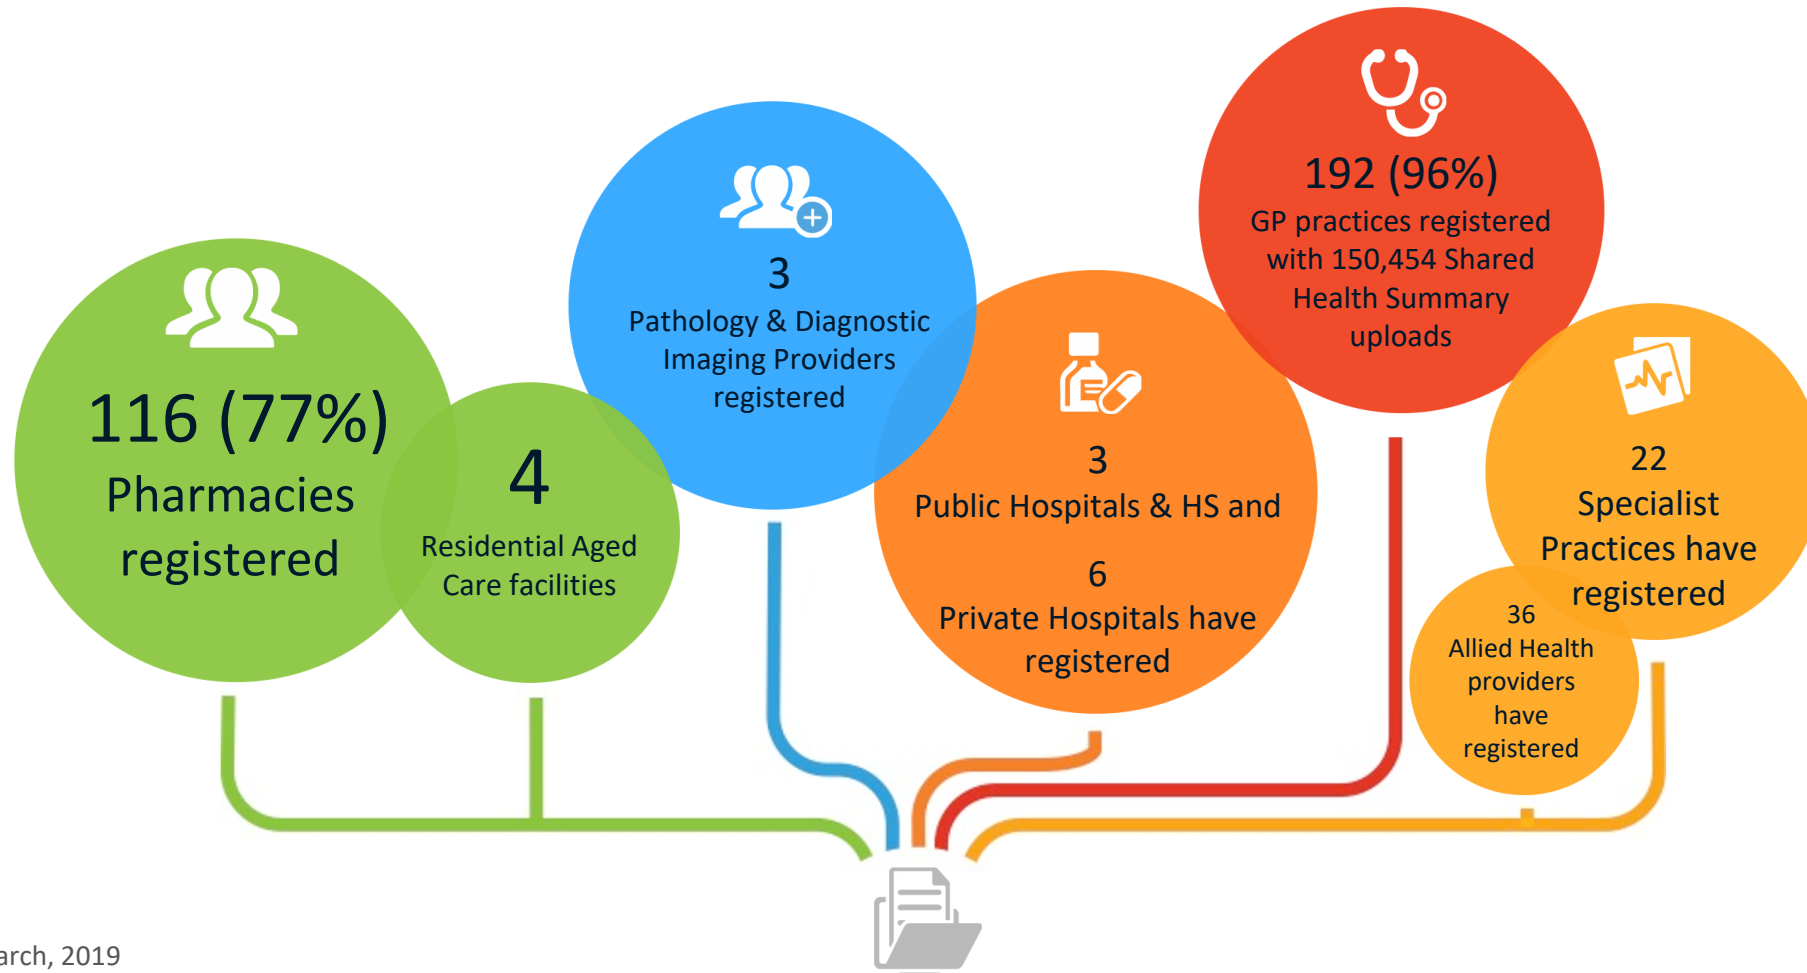 116 (77%)
Pharmacies
registered
4
Residential Aged
Care facilities
3
Pathology & Diagnostic
Imaging Providers
registered
3
Public Hospitals & HS and
6
Private Hospitals have
registered
192 (96%)
GP practices registered
with 150,454 Shared
Health Summary
uploads
22
Specialist
Practices have
registered
36
Allied Health
providers
have
registered
2019